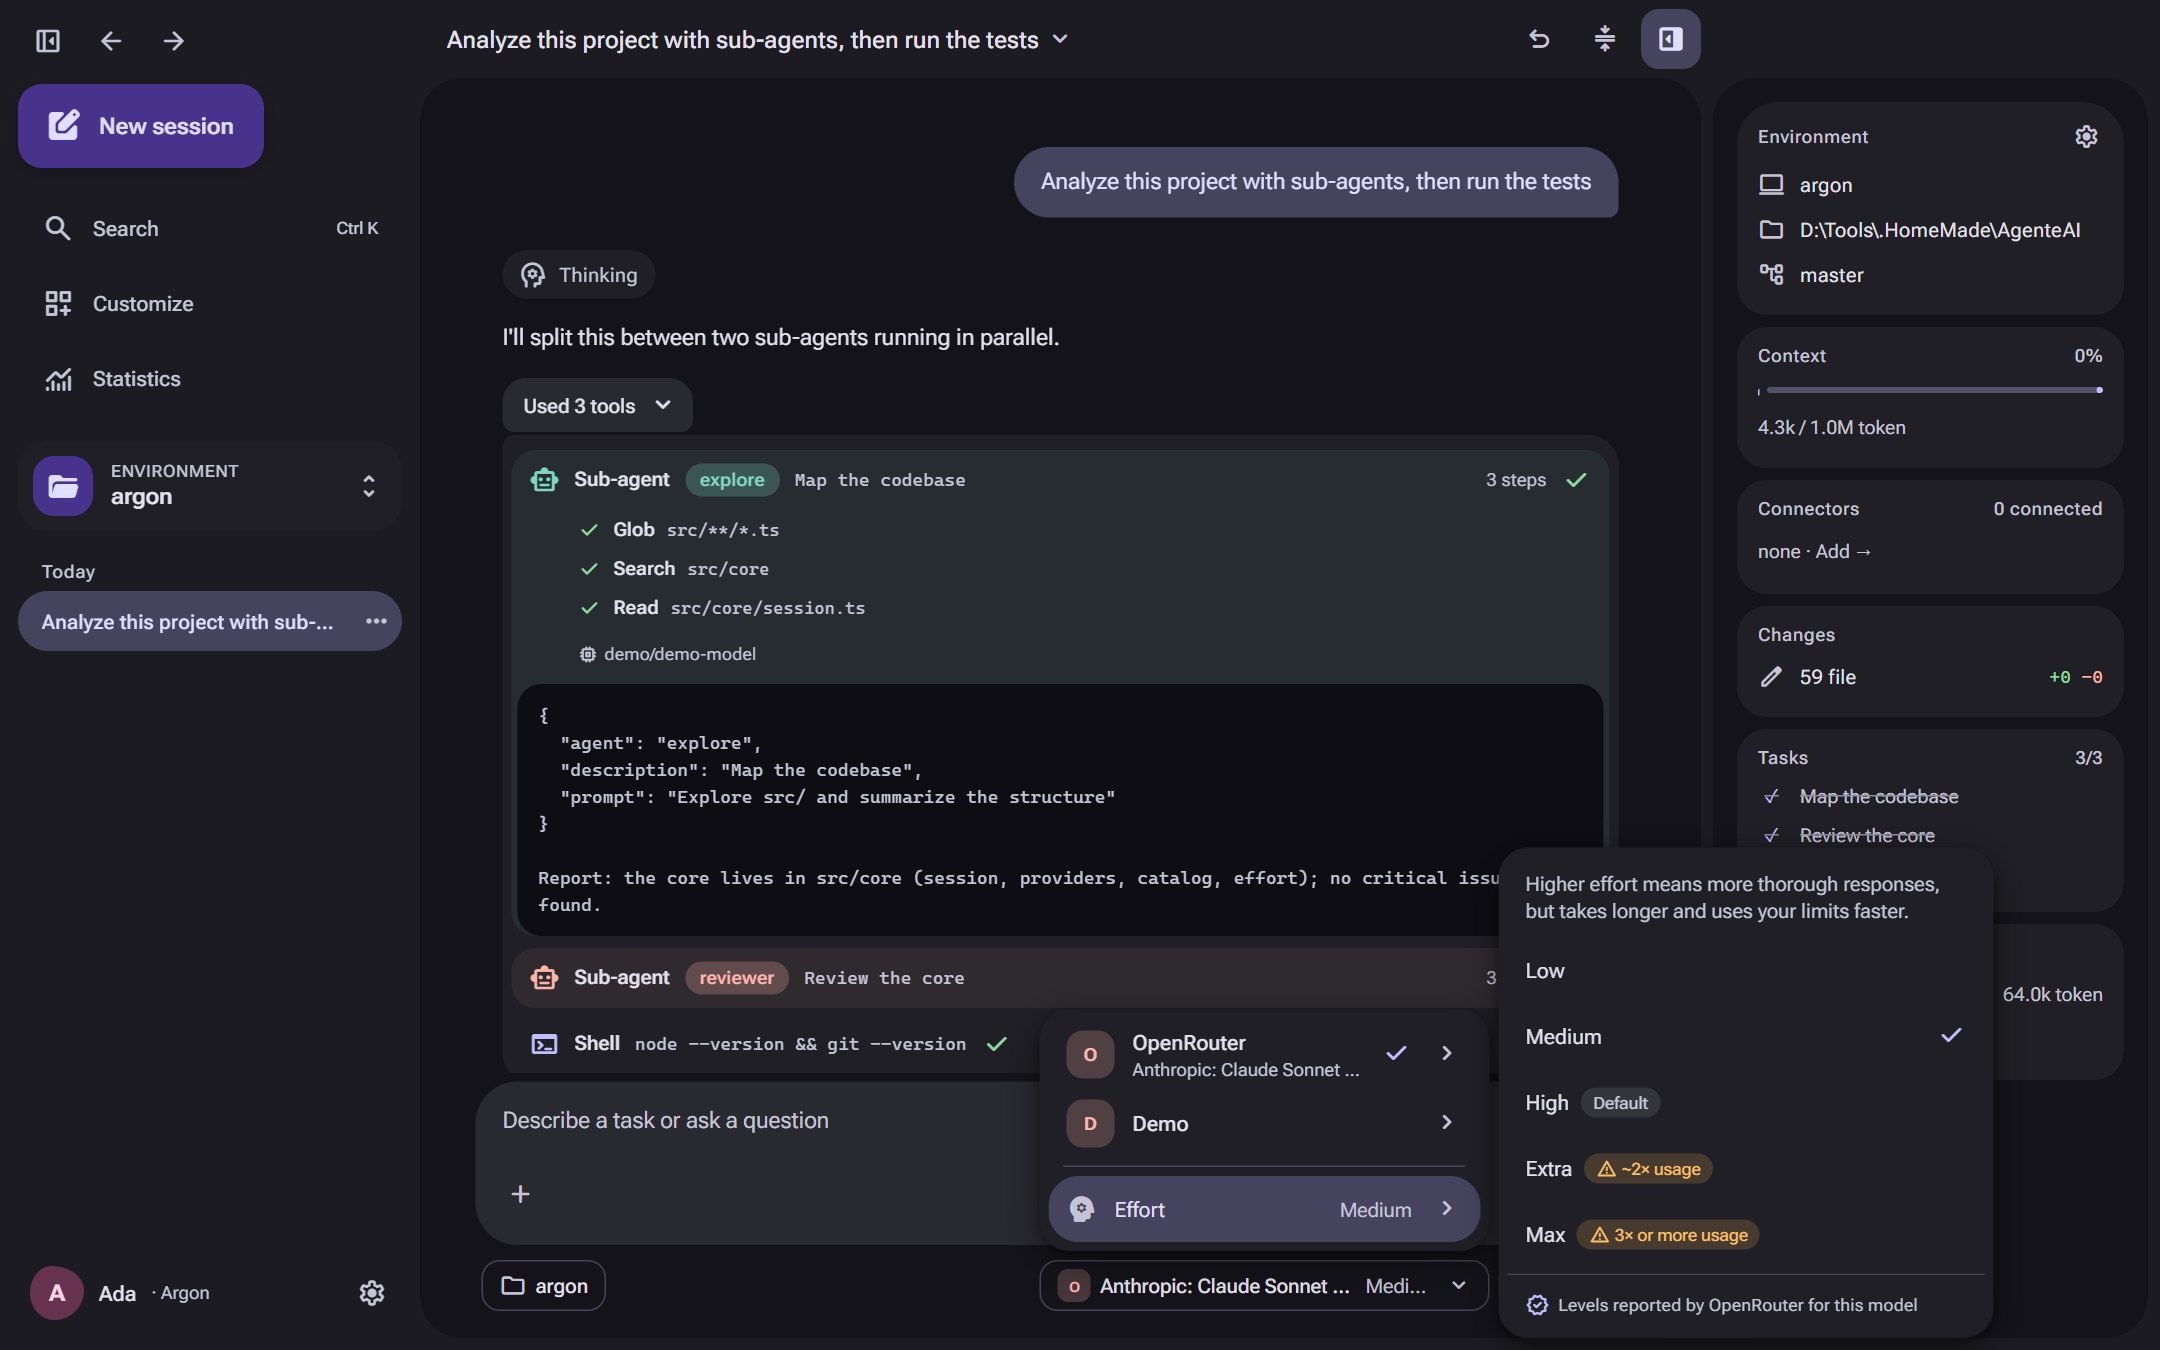 Analyze this project with sub-agents, then run the tests
New session
Search
Ctrl K
Customize
Statistics
ENVIRONMENT
argon
Today
Analyze this project with sub-...
A
Ada · Argon
Analyze this project with sub-agents, then run the tests
Thinking
I'll split this between two sub-agents running in parallel.
Used 3 tools
Sub-agent explore Map the codebase 3 steps
Glob src/**/*.ts
Search src/core
Read src/core/session.ts
demo/demo-model
{
"agent": "explore",
"description": "Map the codebase",
"prompt": "Explore src/ and summarize the structure"
}
Report: the core lives in src/core (session, providers, catalog, effort); no critical issu
found.
Sub-agent reviewer Review the core 3
Shell node --version && git --version
Describe a task or ask a question
argon
O
OpenRouter
Anthropic: Claude Sonnet ...
D
Demo
Effort Medium
O Anthropic: Claude Sonnet ... Medi...
Higher effort means more thorough responses,
but takes longer and uses your limits faster.
Low
Medium
High Default
Extra ~2× usage
Max 3× or more usage
Levels reported by OpenRouter for this model
Environment
argon
D:\Tools\.HomeMade\AgenteAI
master
Context 0%
4.3k / 1.0M token
Connectors 0 connected
none · Add →
Changes
59 file +0 −0
Tasks 3/3
Map the codebase
Review the core
64.0k token